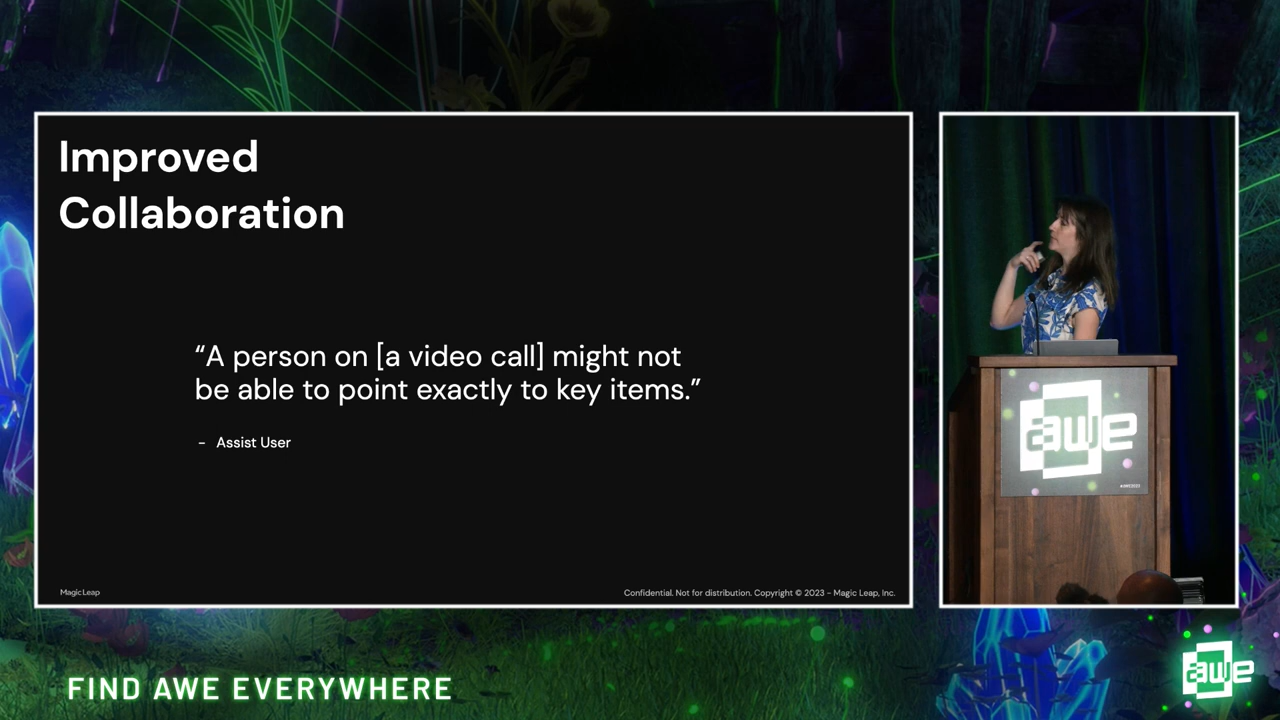 Improved
Collaboration
“A person on [a video call] might not
be able to point exactly to key items.”
- Assist User
Magic Leap
Confidential. Not for distribution. Copyright © 2023 - Magic Leap, Inc.
awe
#AWE2023
FIND AWE EVERYWHERE
awe